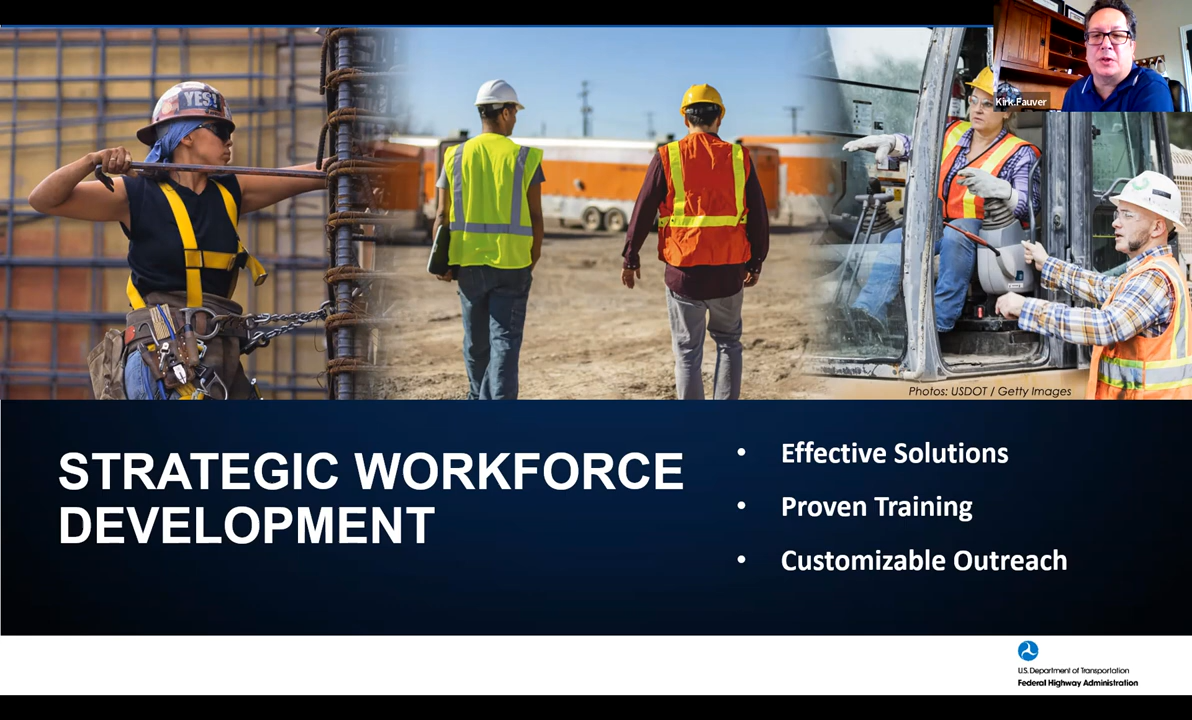 YES!
Kirk.Fauver
Photos: USDOT / Getty Images
STRATEGIC WORKFORCE
DEVELOPMENT
• Effective Solutions
• Proven Training
• Customizable Outreach
U.S. Department of Transportation
Federal Highway Administration